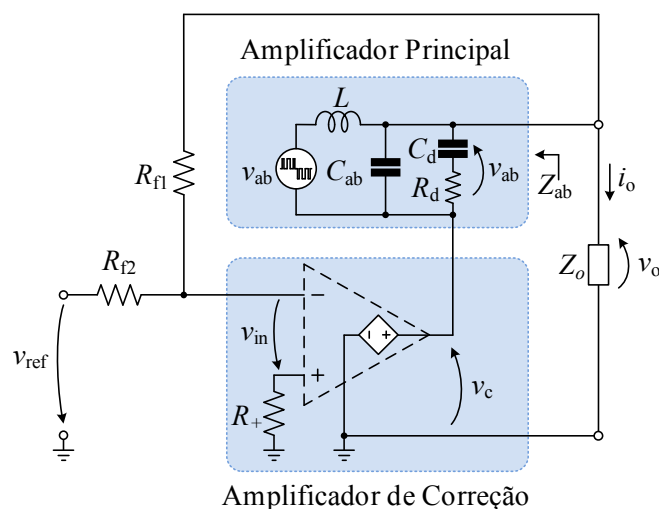 Amplificador Principal
L
R_f1
v_ab
C_ab
C_d
R_d
v_ab
Z_ab
i_o
R_f2
Z_o
v_o
−
v_in
v_ref
+
− +
R_+
v_c
Amplificador de Correção